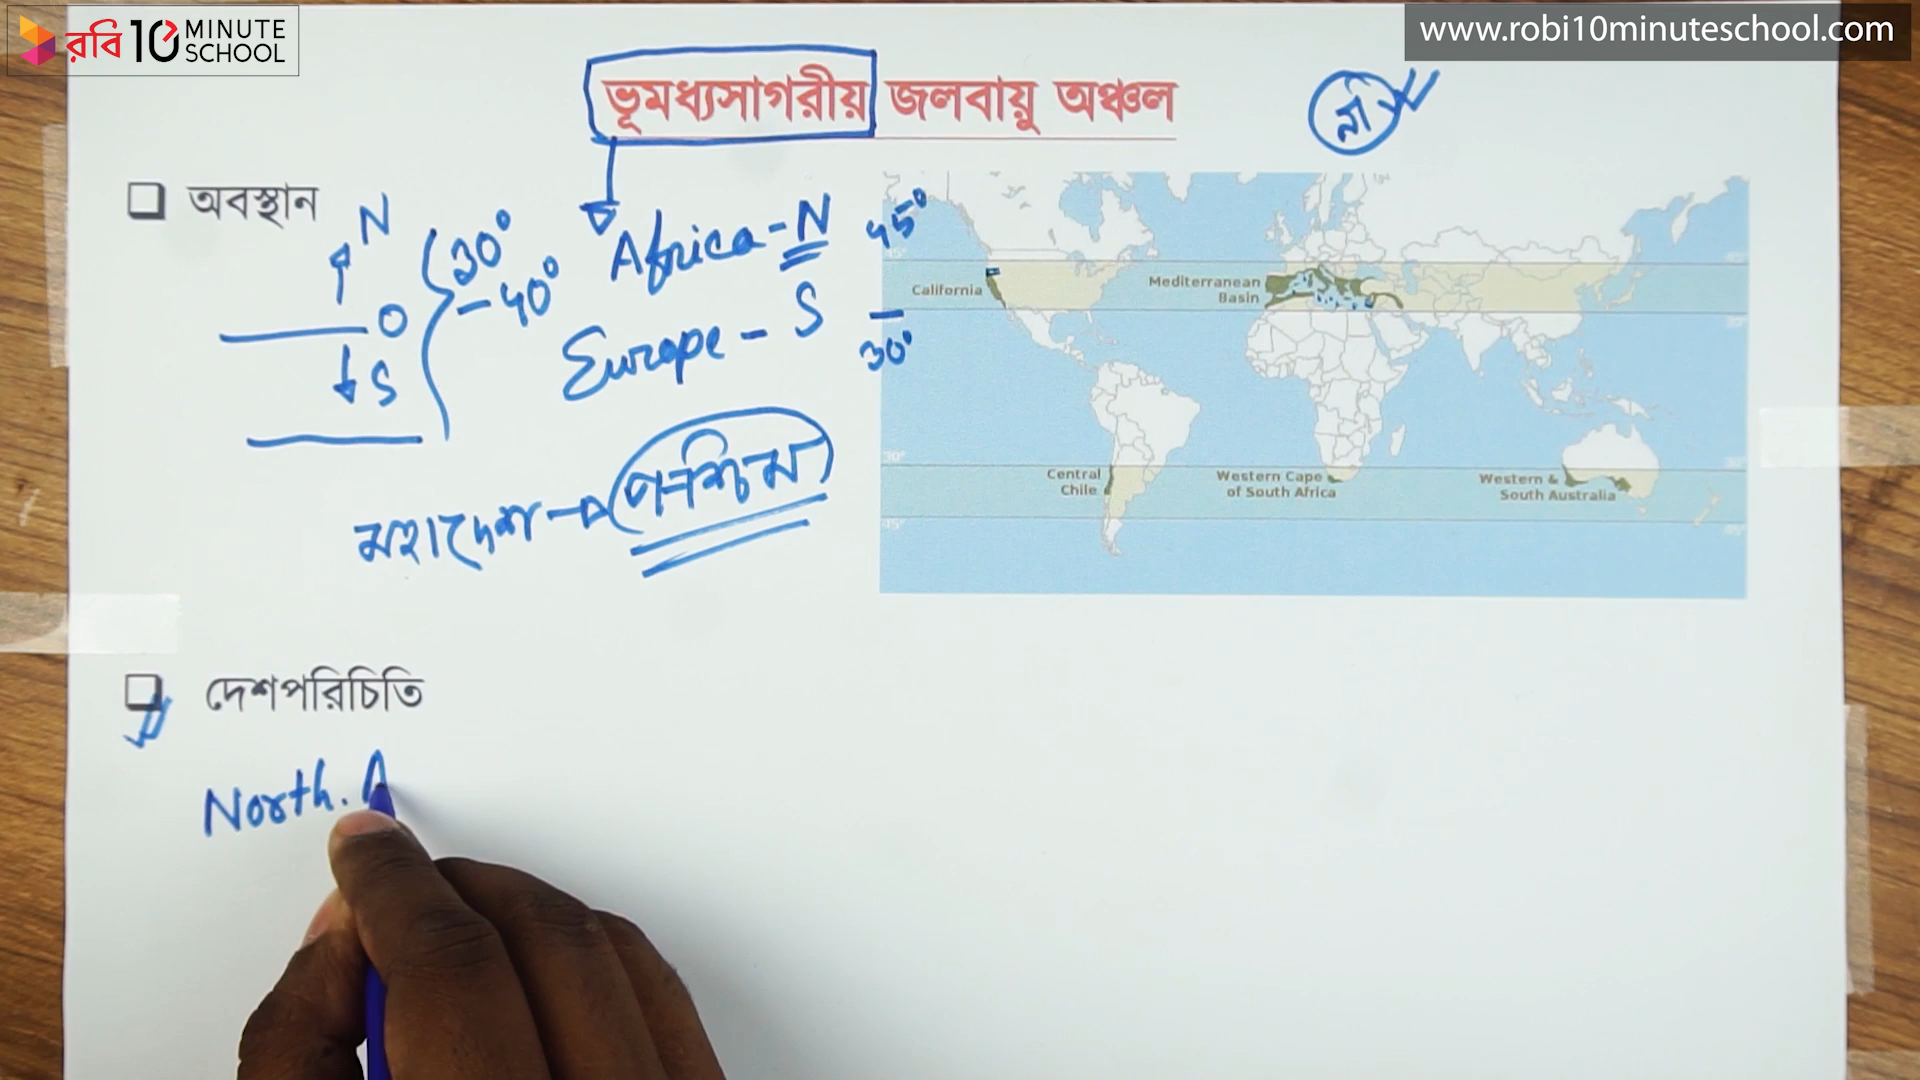 রবি 10 MINUTE SCHOOL
www.robi10minuteschool.com
ভূমধ্যসাগরীয় জলবায়ু অঞ্চল
অবস্থান
N
O
S
30°
-40°
Africa-N
Europe-S
45°
30°
মহাদেশ পশ্চিম
California
Mediterranean
Basin
Central
Chile
Western Cape
of South Africa
Western &
South Australia
দেশপরিচিতি
North. A